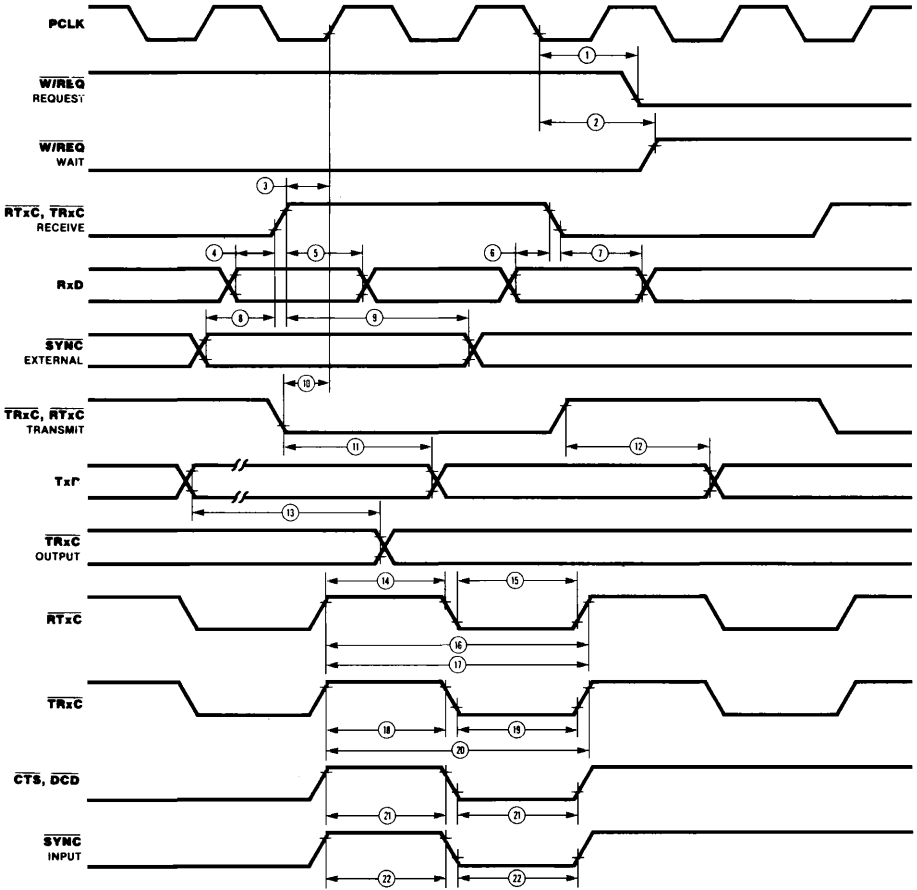 PCLK
1
W/REQ
REQUEST
2
W/REQ
WAIT
3
RTxC, TRxC
RECEIVE
4
5
6
7
RxD
8
9
SYNC
EXTERNAL
10
TRxC, RTxC
TRANSMIT
11
12
13
TRxC
OUTPUT
14
15
RTxC
16
17
TRxC
18
19
20
CTS, DCD
21
21
SYNC
INPUT
22
22